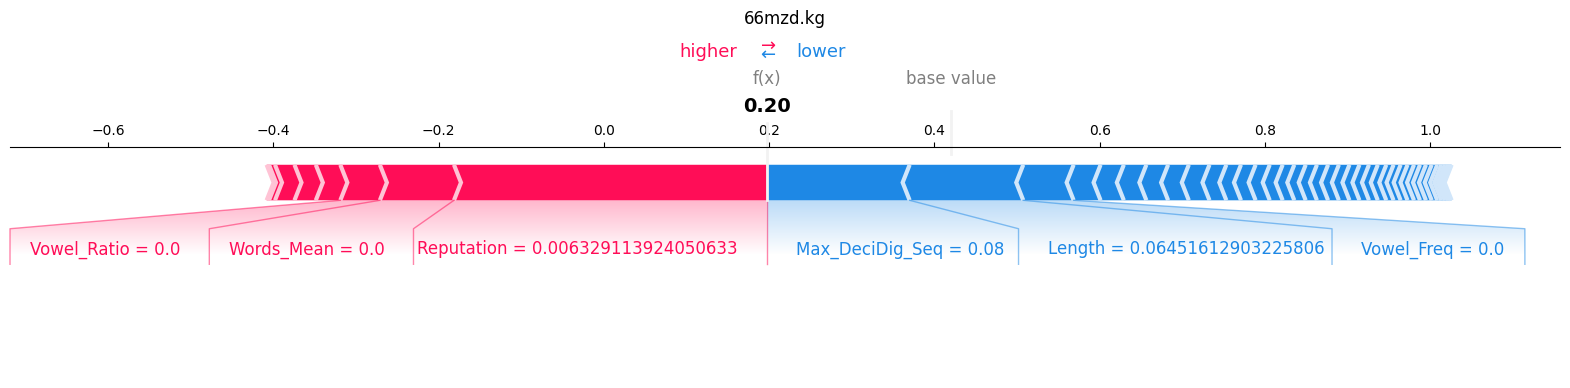 66mzd.kg
higher ⇄ lower
f(x) base value
0.20
−0.6 −0.4 −0.2 0.0 0.2 0.4 0.6 0.8 1.0
Vowel_Ratio = 0.0 Words_Mean = 0.0 Reputation = 0.006329113924050633 Max_DeciDig_Seq = 0.08 Length = 0.06451612903225806 Vowel_Freq = 0.0